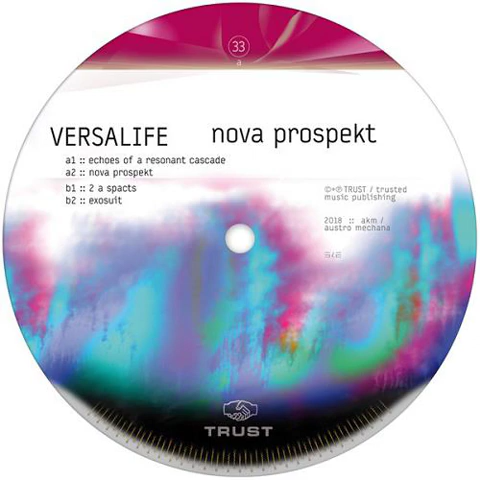 33
a
VERSALIFE nova prospekt
a1 :: echoes of a resonant cascade
a2 :: nova prospekt
b1 :: 2 a spacts
b2 :: exosuit
©+℗ TRUST / trusted
music publishing
2018 :: akm /
austro mechana
TRUST